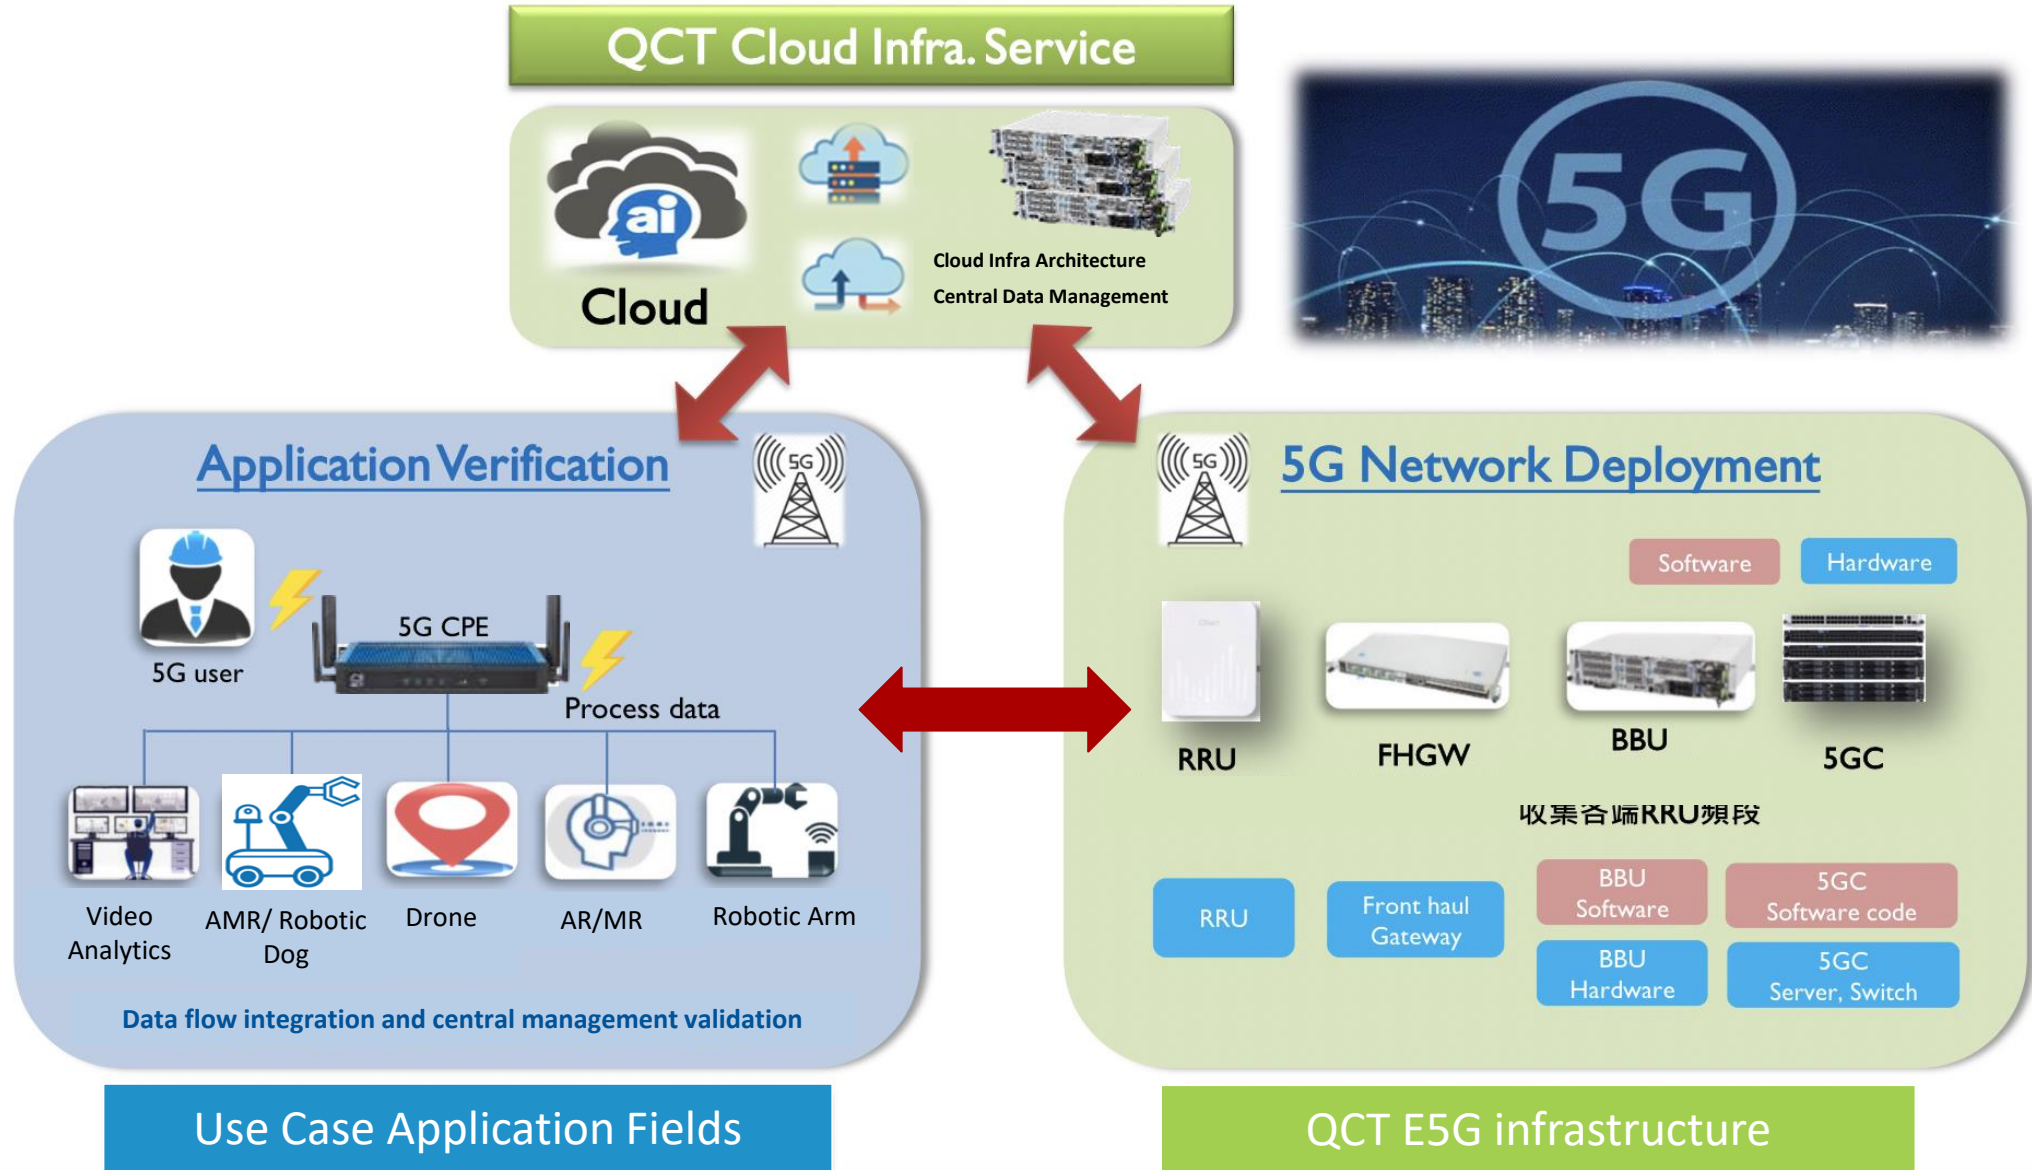 QCT Cloud Infra. Service
ai
Cloud
Cloud Infra Architecture
Central Data Management
5G
Application Verification
5G
5G user
5G CPE
Process data
Video
Analytics
AMR/ Robotic
Dog
Drone
AR/MR
Robotic Arm
Data flow integration and central management validation
Use Case Application Fields
5G
5G Network Deployment
Software
Hardware
RRU
FHGW
BBU
5GC
收集各端RRU頻段
RRU
Front haul
Gateway
BBU
Software
5GC
Software code
BBU
Hardware
5GC
Server, Switch
QCT E5G infrastructure